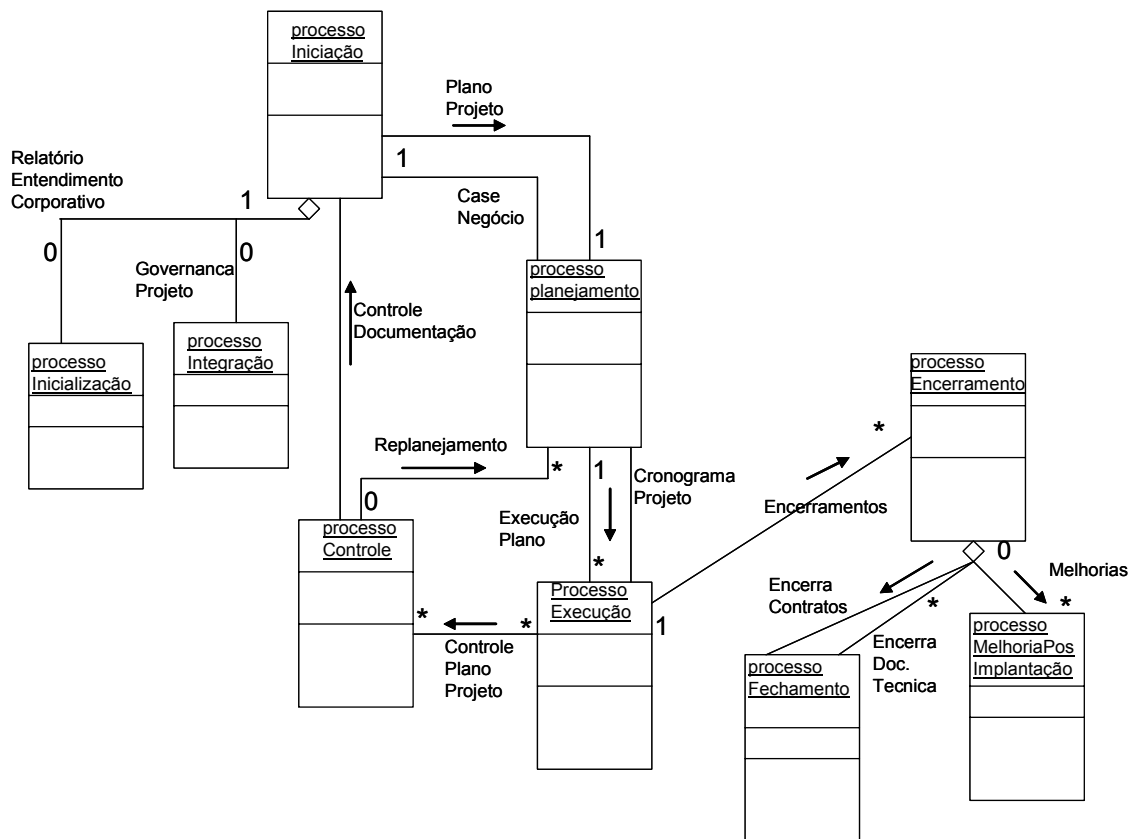 processo
Iniciação
Plano
Projeto
Relatório
Entendimento
Corporativo
1
1
Case
Negócio
0
0
1
Governanca
Projeto
processo
planejamento
Controle
Documentação
processo
Inicialização
processo
Integração
processo
Encerramento
Replanejamento
*
1
Cronograma
Projeto
*
0
Encerramentos
Execução
Plano
processo
Controle
*
0
Melhorias
Encerra
Contratos
Processo
Execução
*
*
1
*
*
Controle
Plano
Projeto
Encerra
Doc.
Tecnica
processo
MelhoriaPos
Implantação
processo
Fechamento